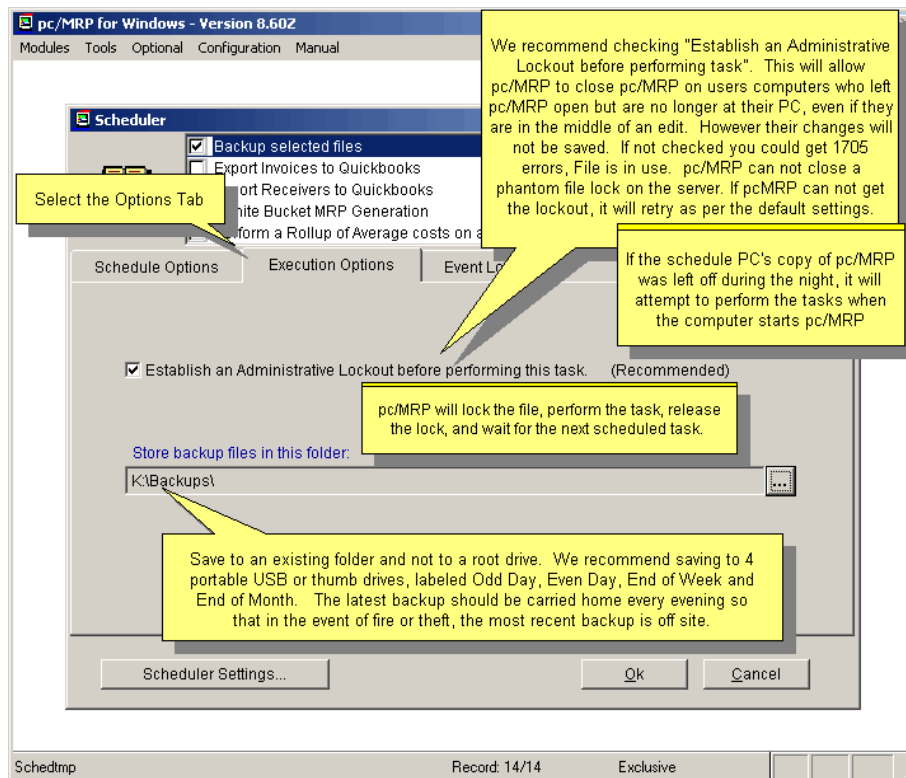 pc/MRP for Windows - Version 8.60Z
Modules Tools Optional Configuration Manual
We recommend checking "Establish an Administrative
Lockout before performing task". This will allow
pc/MRP to close pc/MRP on users computers who left
pc/MRP open but are no longer at their PC, even if they
are in the middle of an edit. However their changes will
not be saved. If not checked you could get 1705
errors, File is in use. pc/MRP can not close a
phantom file lock on the server. If pcMRP can not get
the lockout, it will retry as per the default settings.
Scheduler
Backup selected files
Export Invoices to Quickbooks
ort Receivers to Quickbooks
nite Bucket MRP Generation
form a Rollup of Average costs on a
Select the Options Tab
If the schedule PC's copy of pc/MRP
was left off during the night, it will
attempt to perform the tasks when
the computer starts pc/MRP
Schedule Options
Execution Options
Event Lo
Establish an Administrative Lockout before performing this task. (Recommended)
pc/MRP will lock the file, perform the task, release
the lock, and wait for the next scheduled task.
Store backup files in this folder:
K:\Backups\
...
Save to an existing folder and not to a root drive. We recommend saving to 4
portable USB or thumb drives, labeled Odd Day, Even Day, End of Week and
End of Month. The latest backup should be carried home every evening so
that in the event of fire or theft, the most recent backup is off site.
Scheduler Settings...
Ok
Cancel
Schedtmp
Record: 14/14
Exclusive